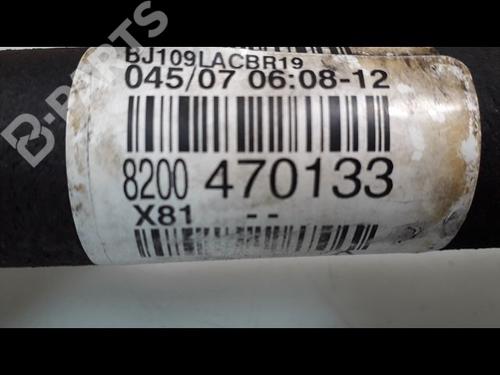 BJ109LACBR19
045/07 06:08-12
8200 470133
X81 - -
B-PARTS